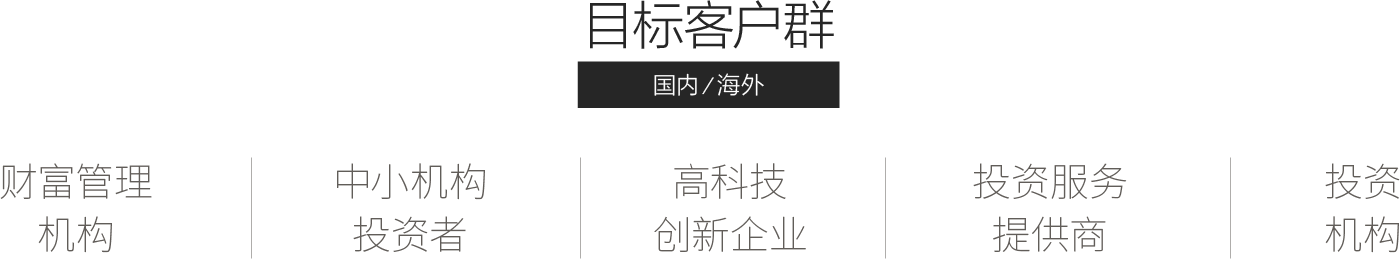 目标客户群
国内/海外
财富管理
机构
中小机构
投资者
高科技
创新企业
投资服务
提供商
投资
机构